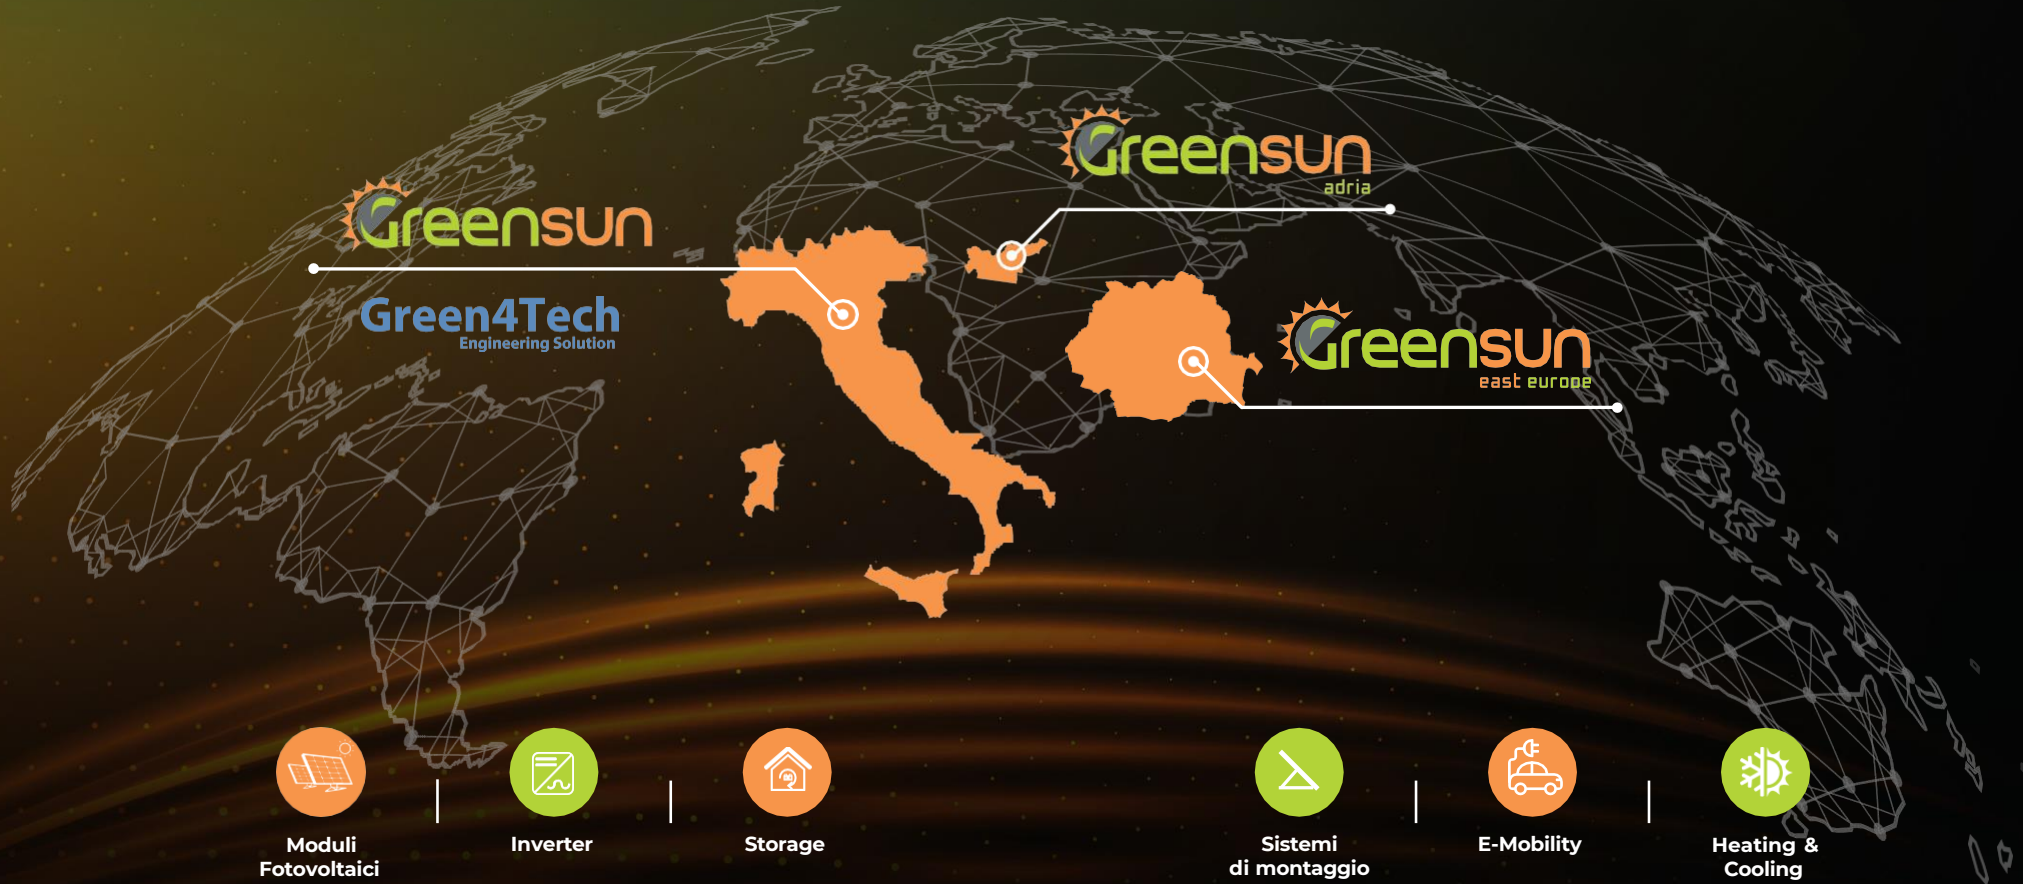 Greensun
adria
Greensun
Green4Tech
Engineering Solution
Greensun
east europe
Moduli
Fotovoltaici
Inverter
Storage
Sistemi
di montaggio
E-Mobility
Heating &
Cooling